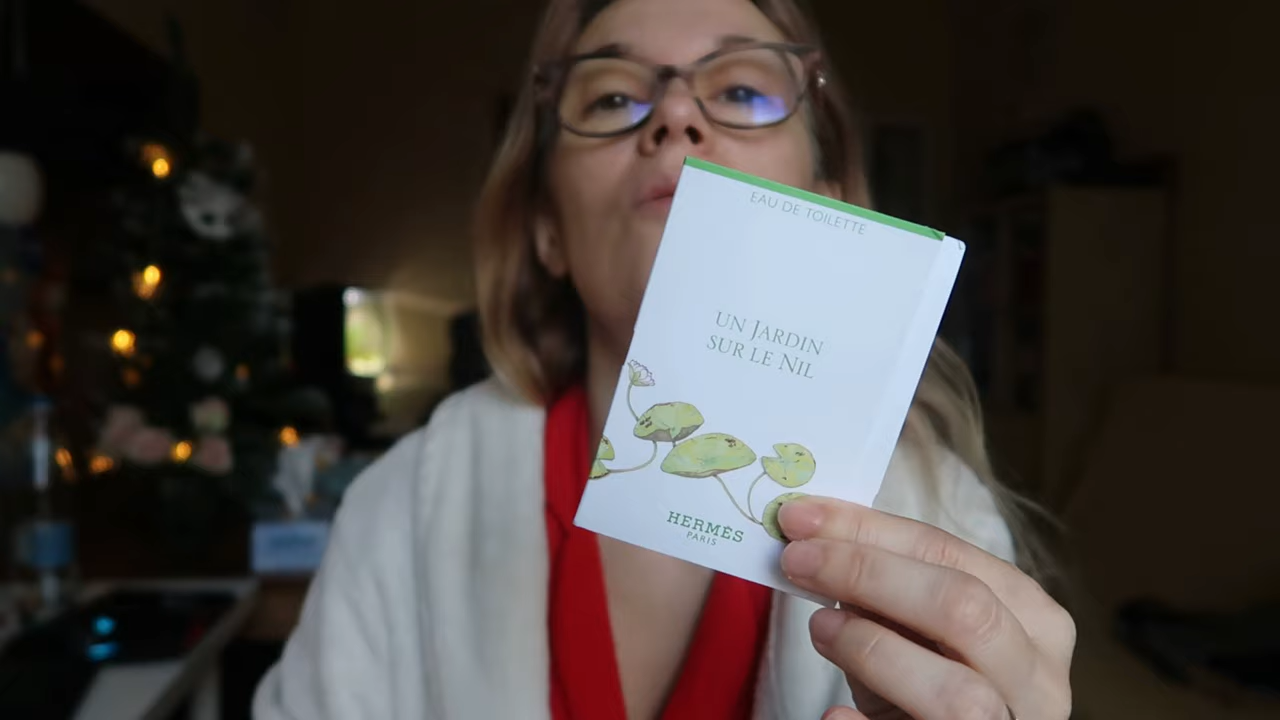 EAU DE TOILETTE
UN JARDIN
SUR LE NIL
HERMÈS
PARIS